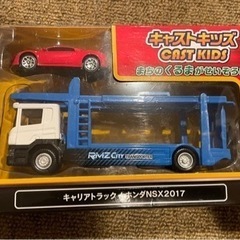 キャストキッズ
CAST KIDS
まちのくるまがせいぞろ
RMZ CITY
キャリアトラック＋ホンダNSX2017